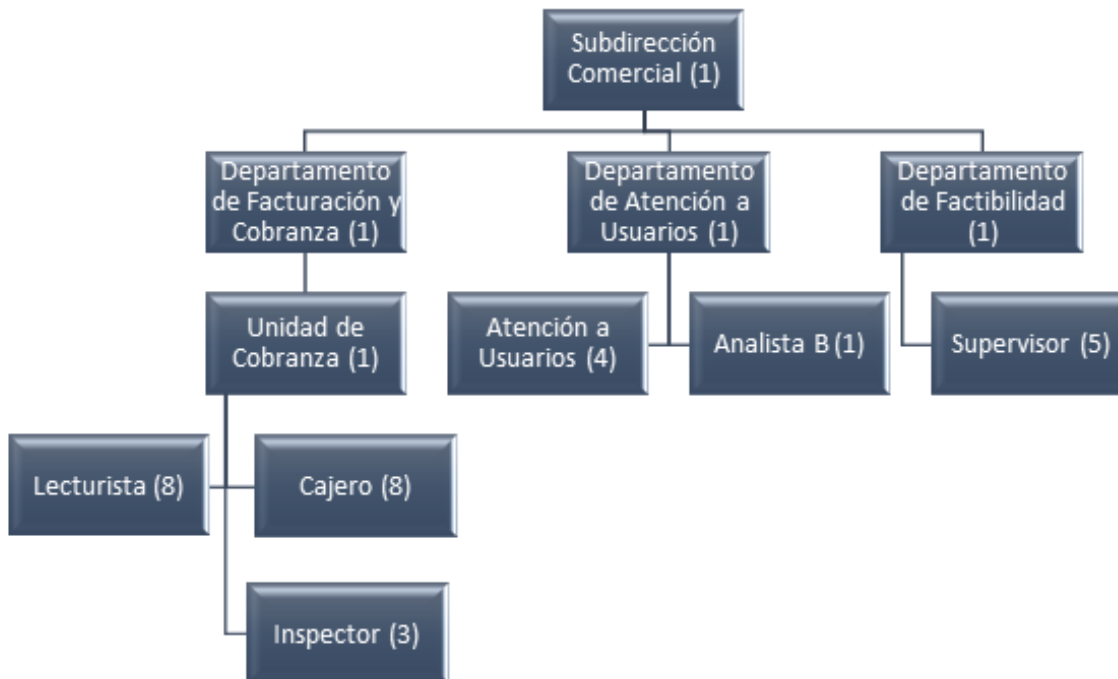 Subdirección
Comercial (1)
Departamento
de Facturación y
Cobranza (1)
Departamento
de Atención a
Usuarios (1)
Departamento
de Factibilidad
(1)
Unidad de
Cobranza (1)
Atención a
Usuarios (4)
Analista B (1)
Supervisor (5)
Lecturista (8)
Cajero (8)
Inspector (3)